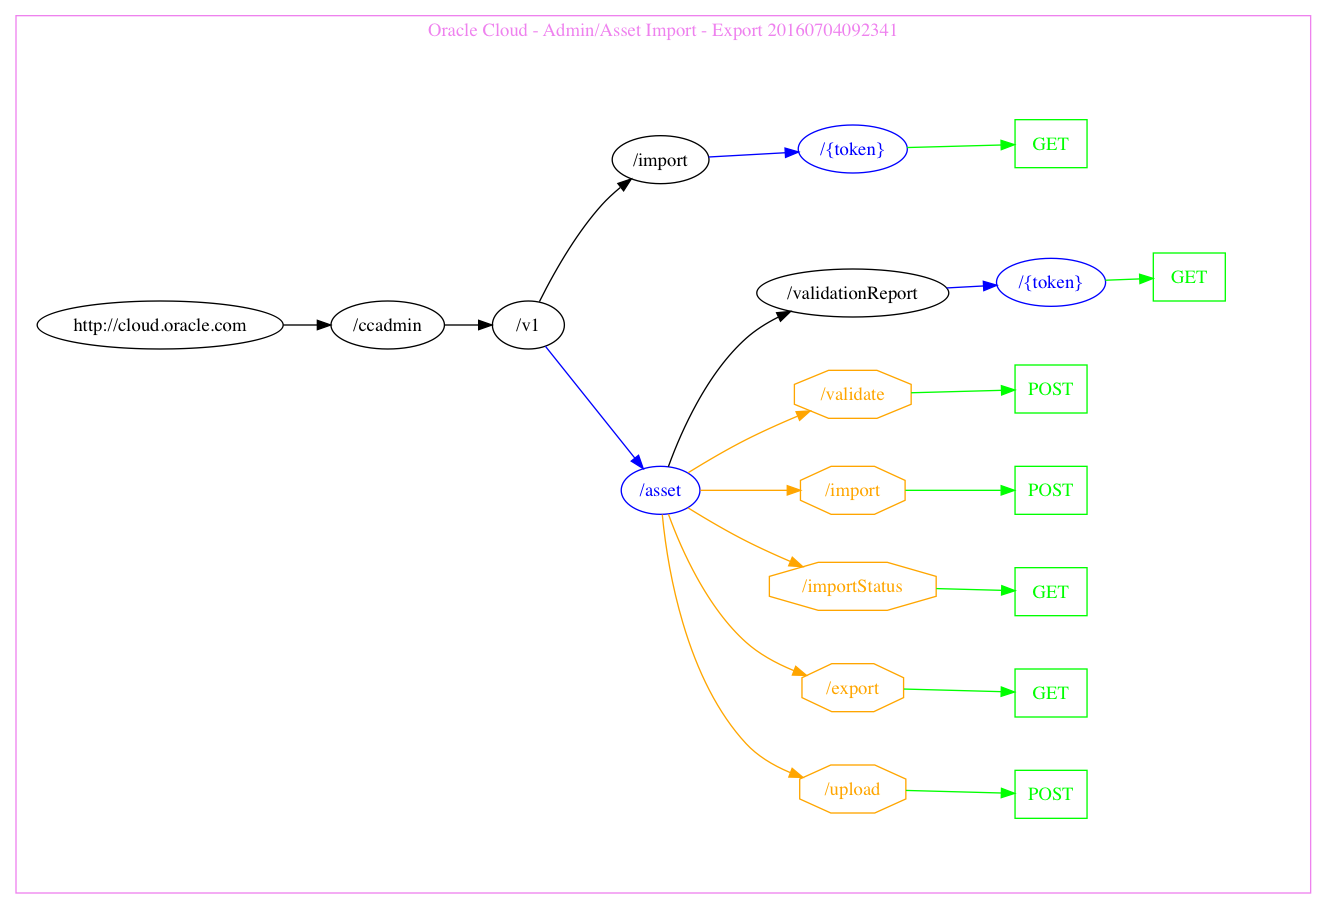 Oracle Cloud - Admin/Asset Import - Export 20160704092341
/import
/{token}
GET
/validationReport
/{token}
GET
http://cloud.oracle.com
/ccadmin
/v1
/validate
POST
/asset
/import
POST
/importStatus
GET
/export
GET
/upload
POST